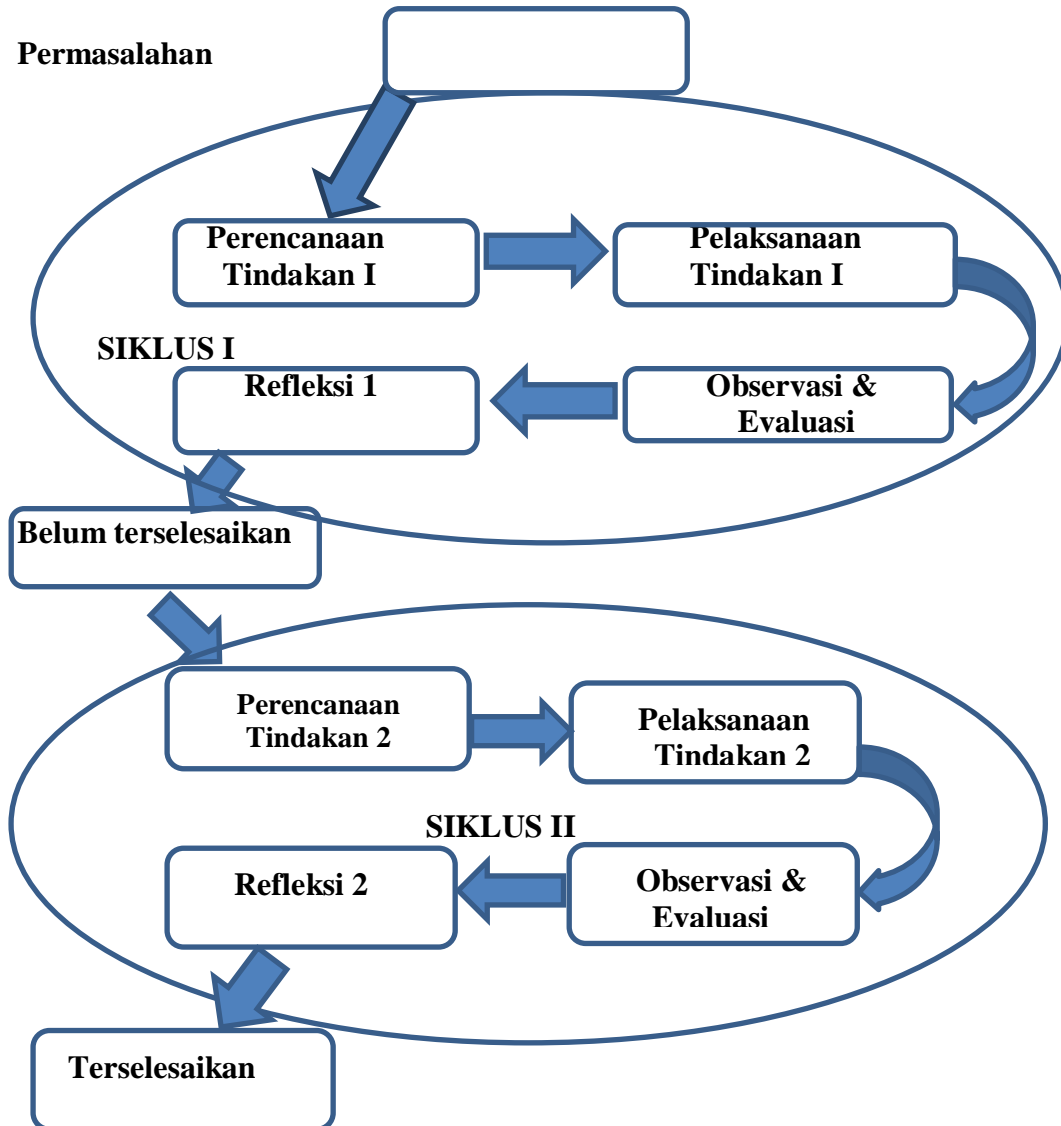 Permasalahan
Perencanaan
Tindakan I
Pelaksanaan
Tindakan I
SIKLUS I
Refleksi 1
Observasi &
Evaluasi
Belum terselesaikan
Perencanaan
Tindakan 2
Pelaksanaan
Tindakan 2
SIKLUS II
Refleksi 2
Observasi &
Evaluasi
Terselesaikan